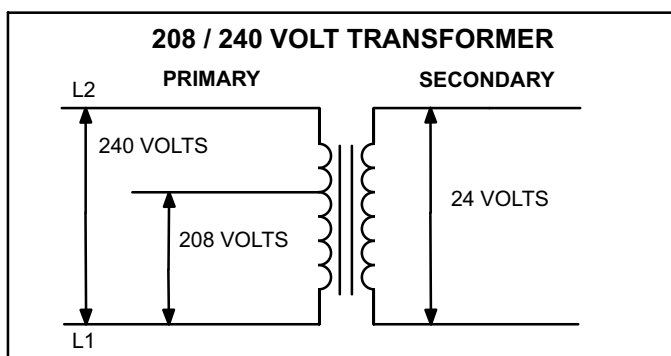 208 / 240 VOLT TRANSFORMER
PRIMARY
SECONDARY
L2
240 VOLTS
24 VOLTS
208 VOLTS
L1